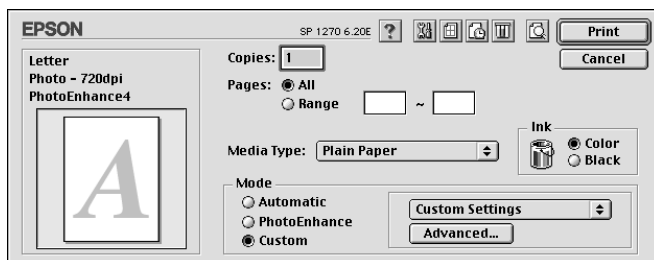 EPSON
SP 1270 6.20E ?
Print
Cancel
Letter
Photo - 720dpi
PhotoEnhance4
A
Copies: 1
Pages: All
Range ~
Media Type: Plain Paper
Ink
Color
Black
Mode
Automatic
PhotoEnhance
Custom
Custom Settings
Advanced...